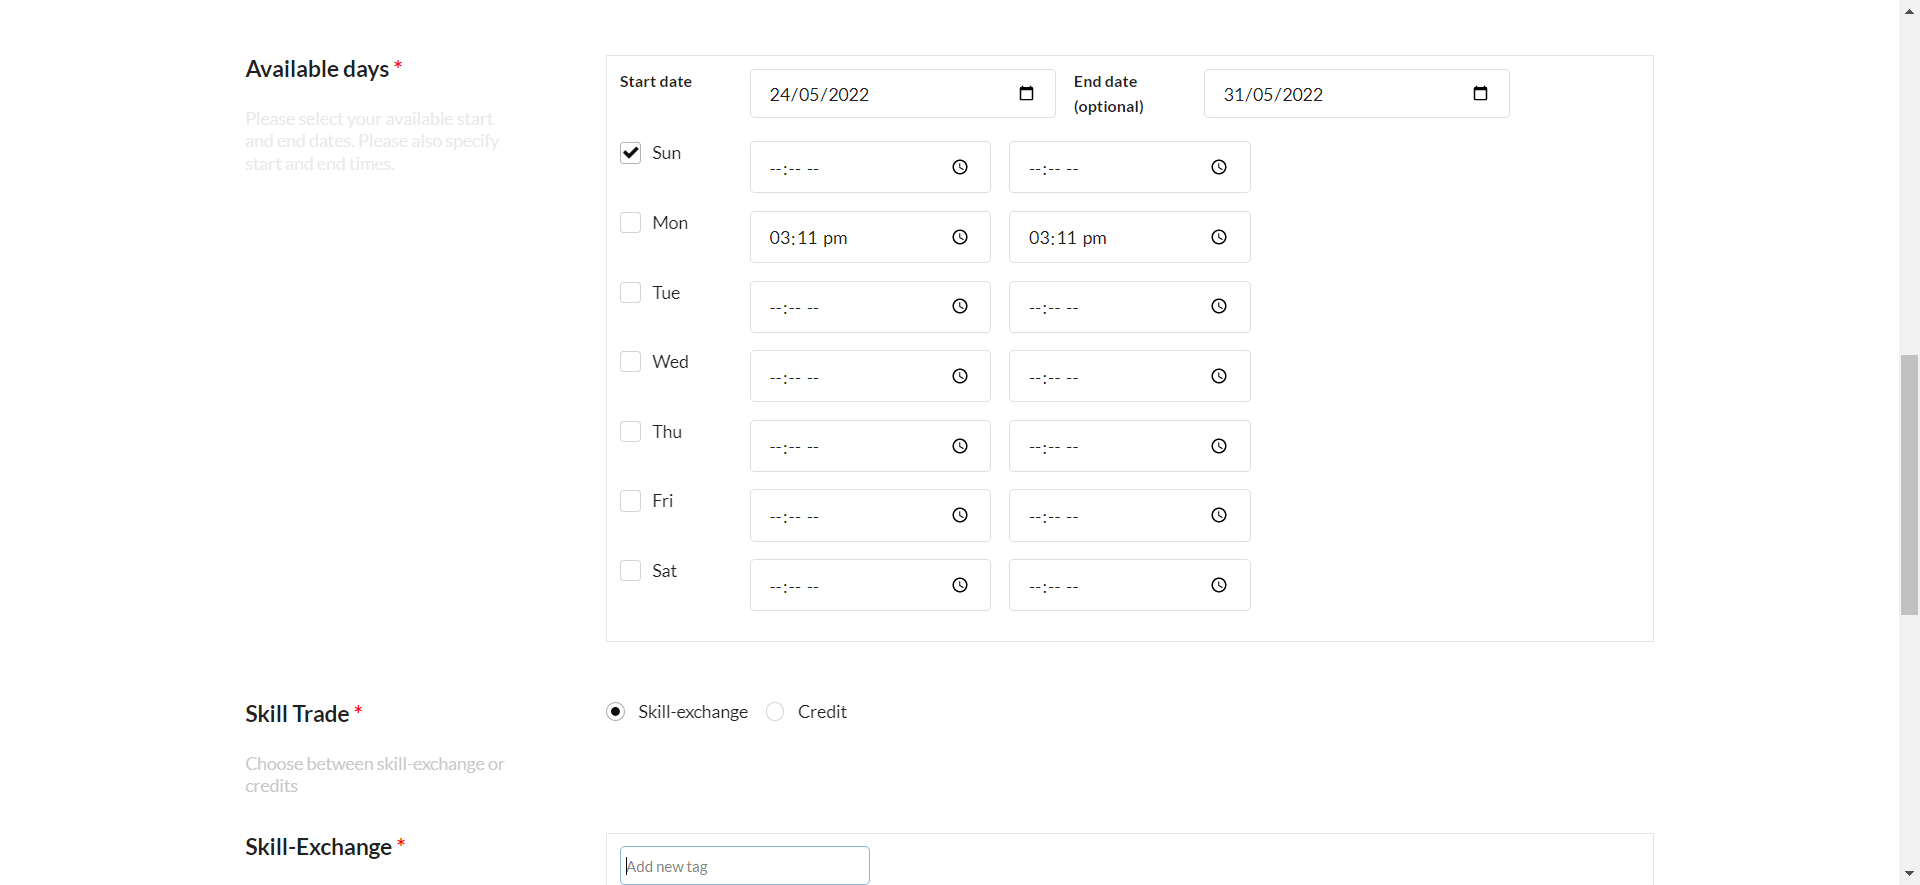 Available days *
Please select your available start
and end dates. Please also specify
start and end times.
Start date
24/05/2022
End date
(optional)
31/05/2022
Sun
--:-- --
--:-- --
Mon
03:11 pm
03:11 pm
Tue
--:-- --
--:-- --
Wed
--:-- --
--:-- --
Thu
--:-- --
--:-- --
Fri
--:-- --
--:-- --
Sat
--:-- --
--:-- --
Skill Trade *
Skill-exchange
Credit
Choose between skill-exchange or
credits
Skill-Exchange *
Add new tag